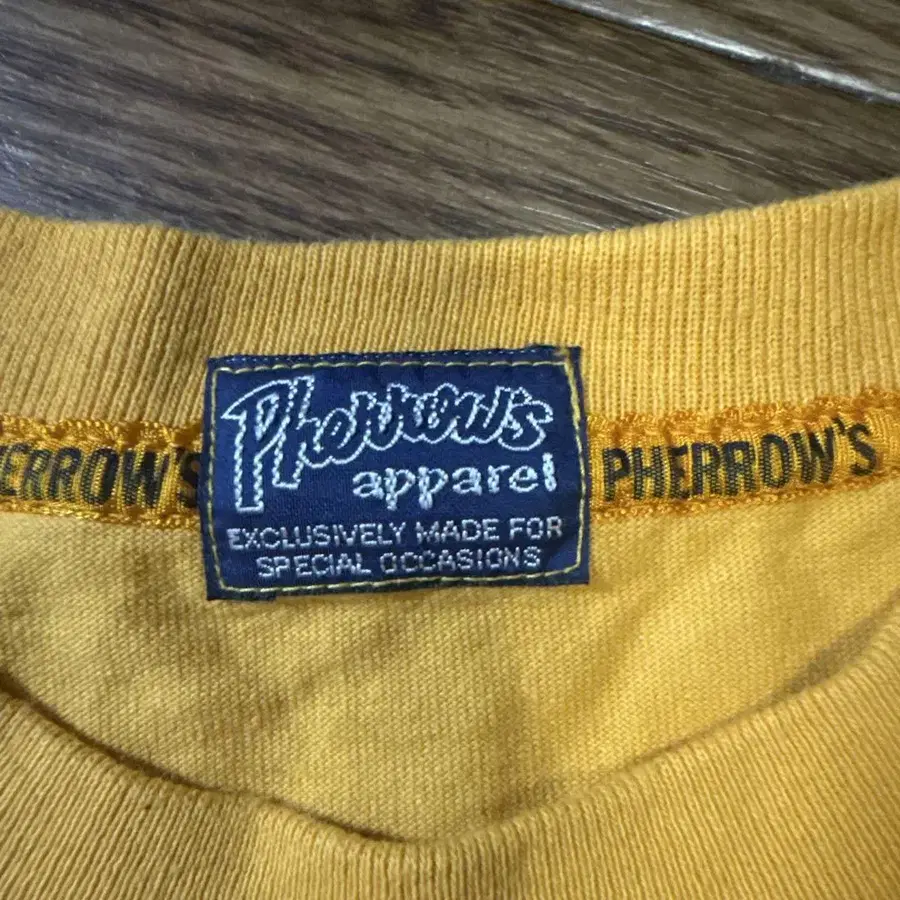 Pherrow's
apparel
EXCLUSIVELY MADE FOR
SPECIAL OCCASIONS
ERROW'S
PHERROW'S